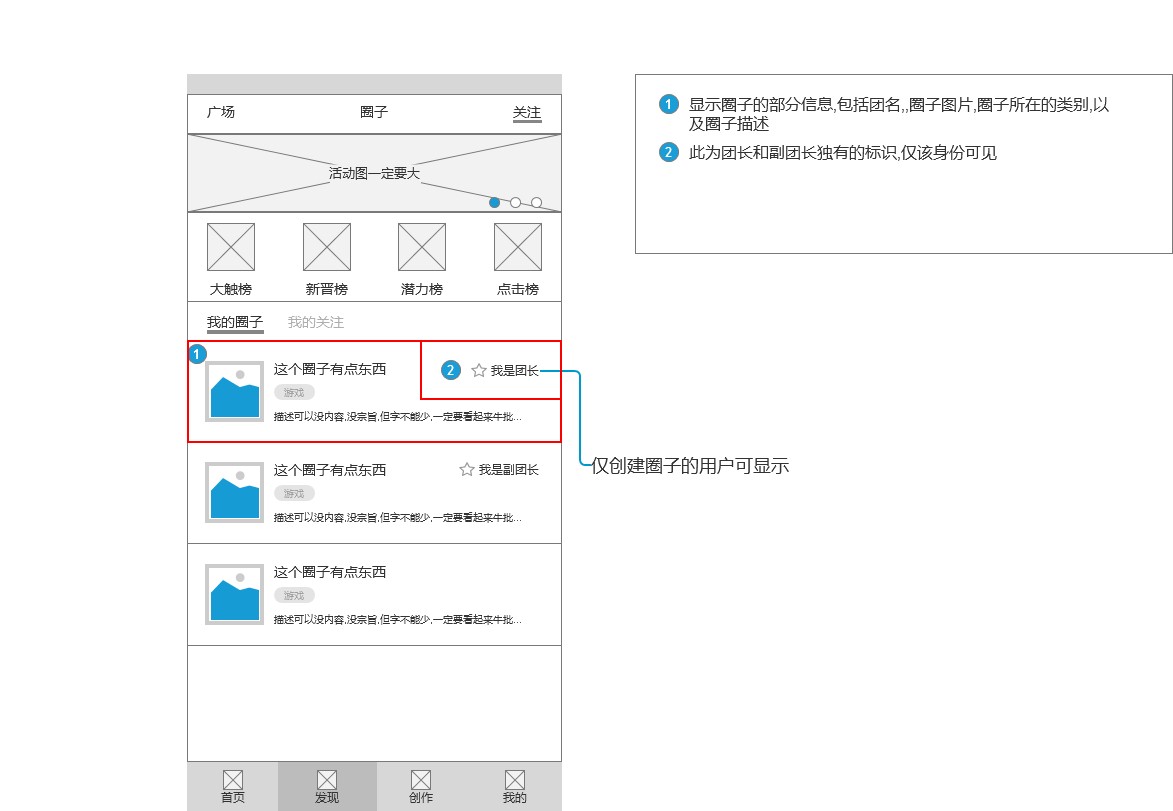 广场
圈子
关注
活动图一定要大
大触榜
新晋榜
潜力榜
点击榜
我的圈子
我的关注
1
这个圈子有点东西
2
我是团长
游戏
描述可以没内容,没宗旨,但字不能少,一定要看起来牛批...
仅创建圈子的用户可显示
这个圈子有点东西
我是副团长
游戏
描述可以没内容,没宗旨,但字不能少,一定要看起来牛批...
这个圈子有点东西
游戏
描述可以没内容,没宗旨,但字不能少,一定要看起来牛批...
首页
发现
创作
我的
1 显示圈子的部分信息,包括团名,,圈子图片,圈子所在的类别,以
及圈子描述
2 此为团长和副团长独有的标识,仅该身份可见